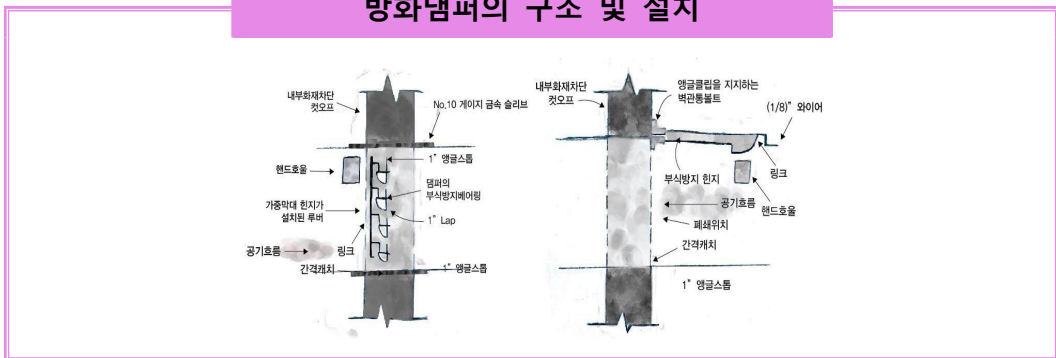 방화댐퍼의 구조 및 설치
내부화재차단
컷오프
No,10 게이지 금속 슬리브
1" 앵글스톱
핸드호울
댐퍼의
부식방지베어링
가중막대 힌지가
설치된 루버
1" Lap
공기흐름
링크
간격캐치
1" 앵글스톱
내부화재차단
컷오프
앵글클립을 지지하는
벽관통볼트
(1/8)" 와이어
링크
부식방지 힌지
핸드호울
공기흐름
폐쇄위치
간격캐치
1" 앵글스톱